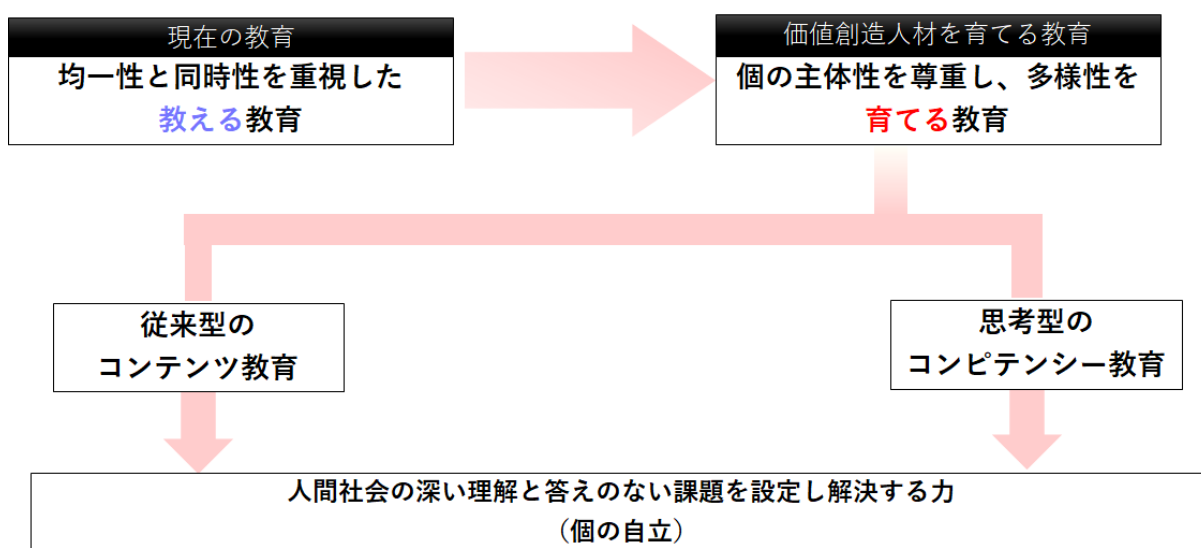 現在の教育
均一性と同時性を重視した
教える教育
価値創造人材を育てる教育
個の主体性を尊重し、多様性を
育てる教育
従来型の
コンテンツ教育
思考型の
コンピテンシー教育
人間社会の深い理解と答えのない課題を設定し解決する力
（個の自立）